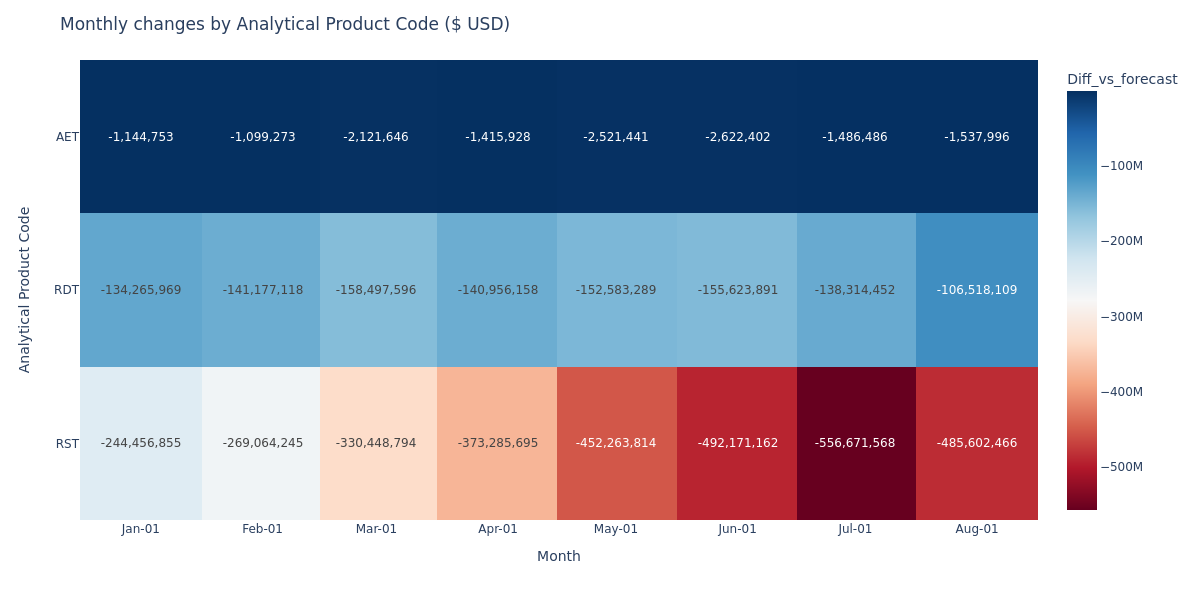 Monthly changes by Analytical Product Code ($ USD)
Diff_vs_forecast
AET -1,144,753 -1,099,273 -2,121,646 -1,415,928 -2,521,441 -2,622,402 -1,486,486 -1,537,996
RDT -134,265,969 -141,177,118 -158,497,596 -140,956,158 -152,583,289 -155,623,891 -138,314,452 -106,518,109
RST -244,456,855 -269,064,245 -330,448,794 -373,285,695 -452,263,814 -492,171,162 -556,671,568 -485,602,466
Jan-01 Feb-01 Mar-01 Apr-01 May-01 Jun-01 Jul-01 Aug-01
Month
Analytical Product Code
−100M
−200M
−300M
−400M
−500M